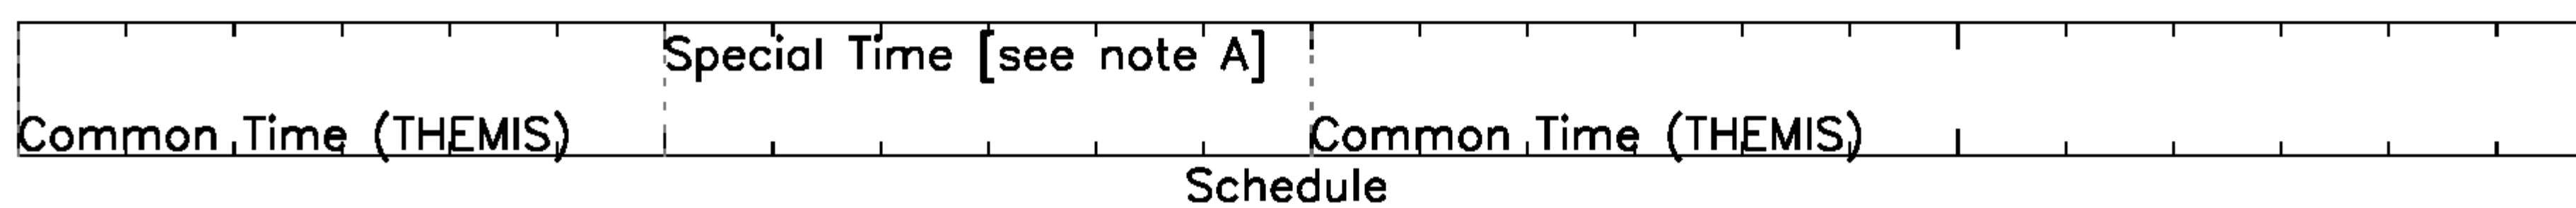 Special Time [see note A]
Common Time (THEMIS)
Common Time (THEMIS)
Schedule